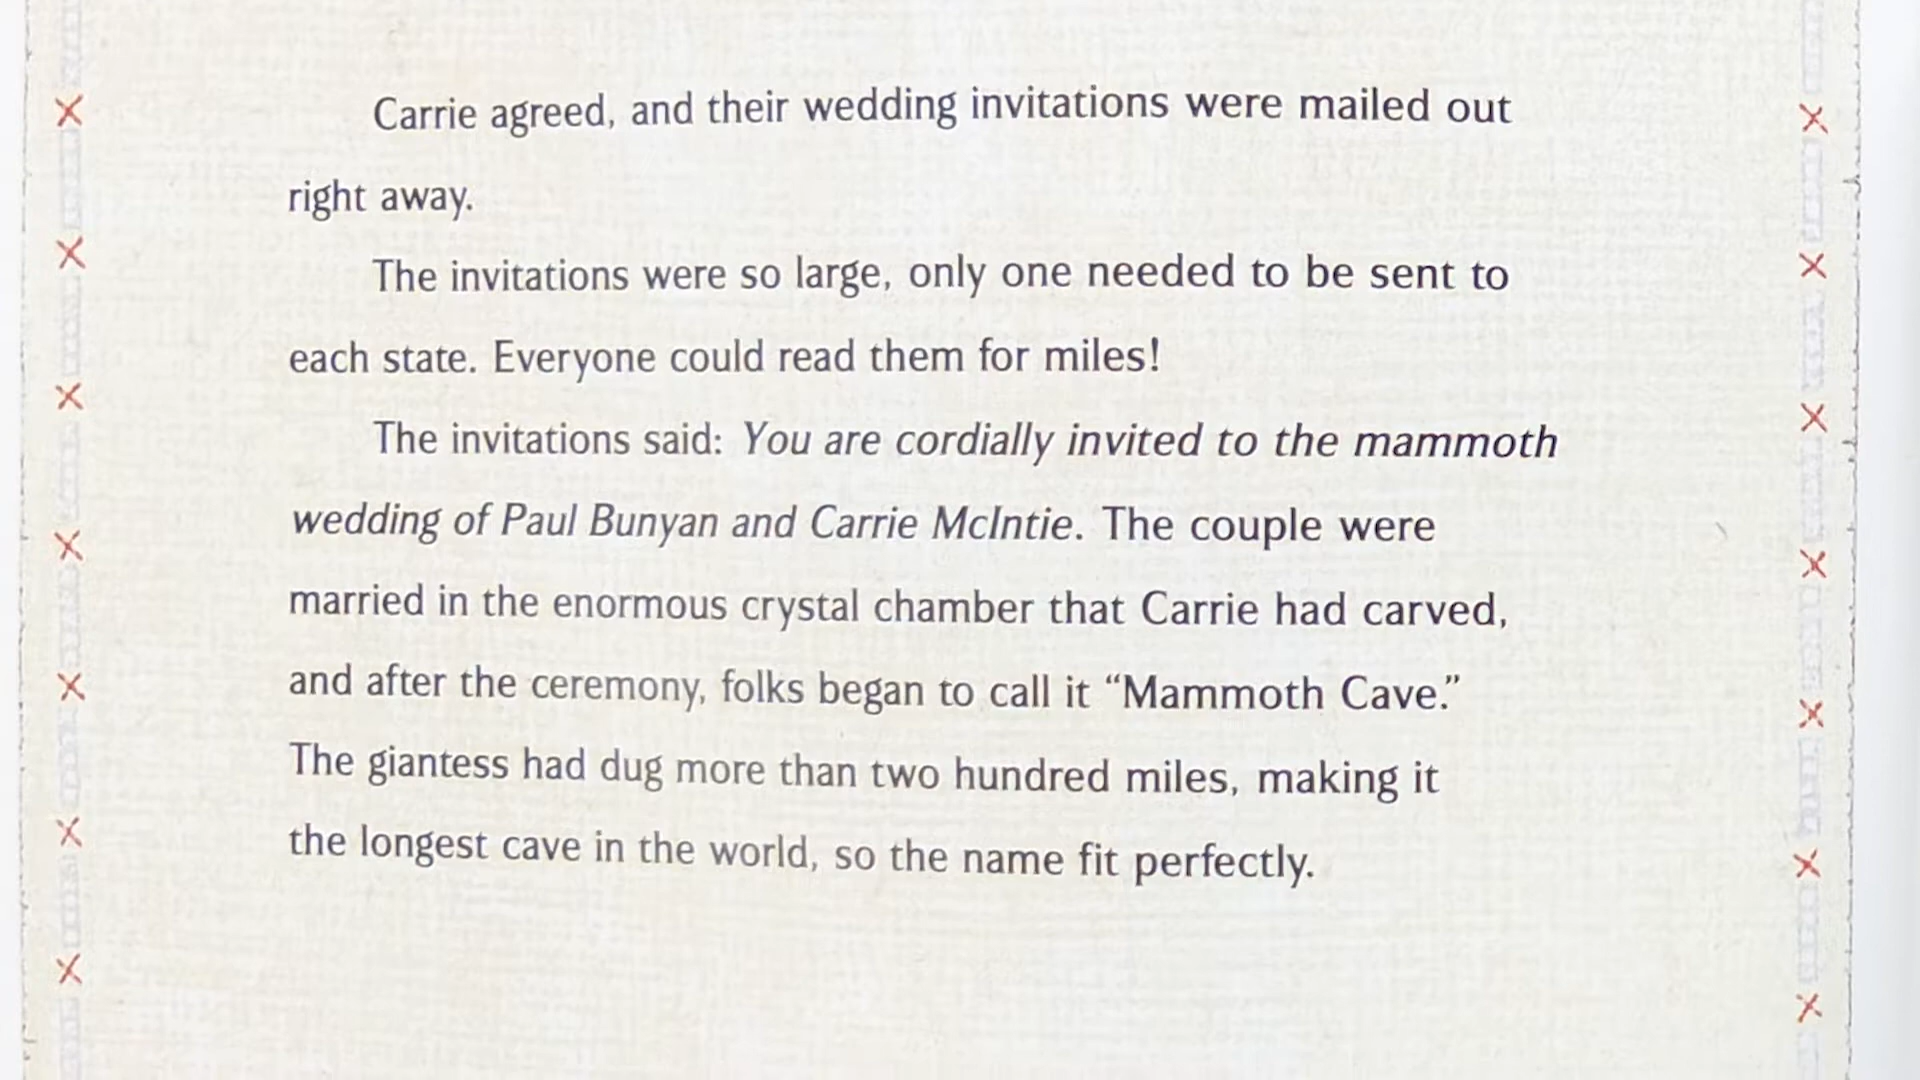 Carrie agreed, and their wedding invitations were mailed out
right away.
The invitations were so large, only one needed to be sent to
each state. Everyone could read them for miles!
The invitations said: You are cordially invited to the mammoth
wedding of Paul Bunyan and Carrie McIntie. The couple were
married in the enormous crystal chamber that Carrie had carved,
and after the ceremony, folks began to call it “Mammoth Cave.”
The giantess had dug more than two hundred miles, making it
the longest cave in the world, so the name fit perfectly.